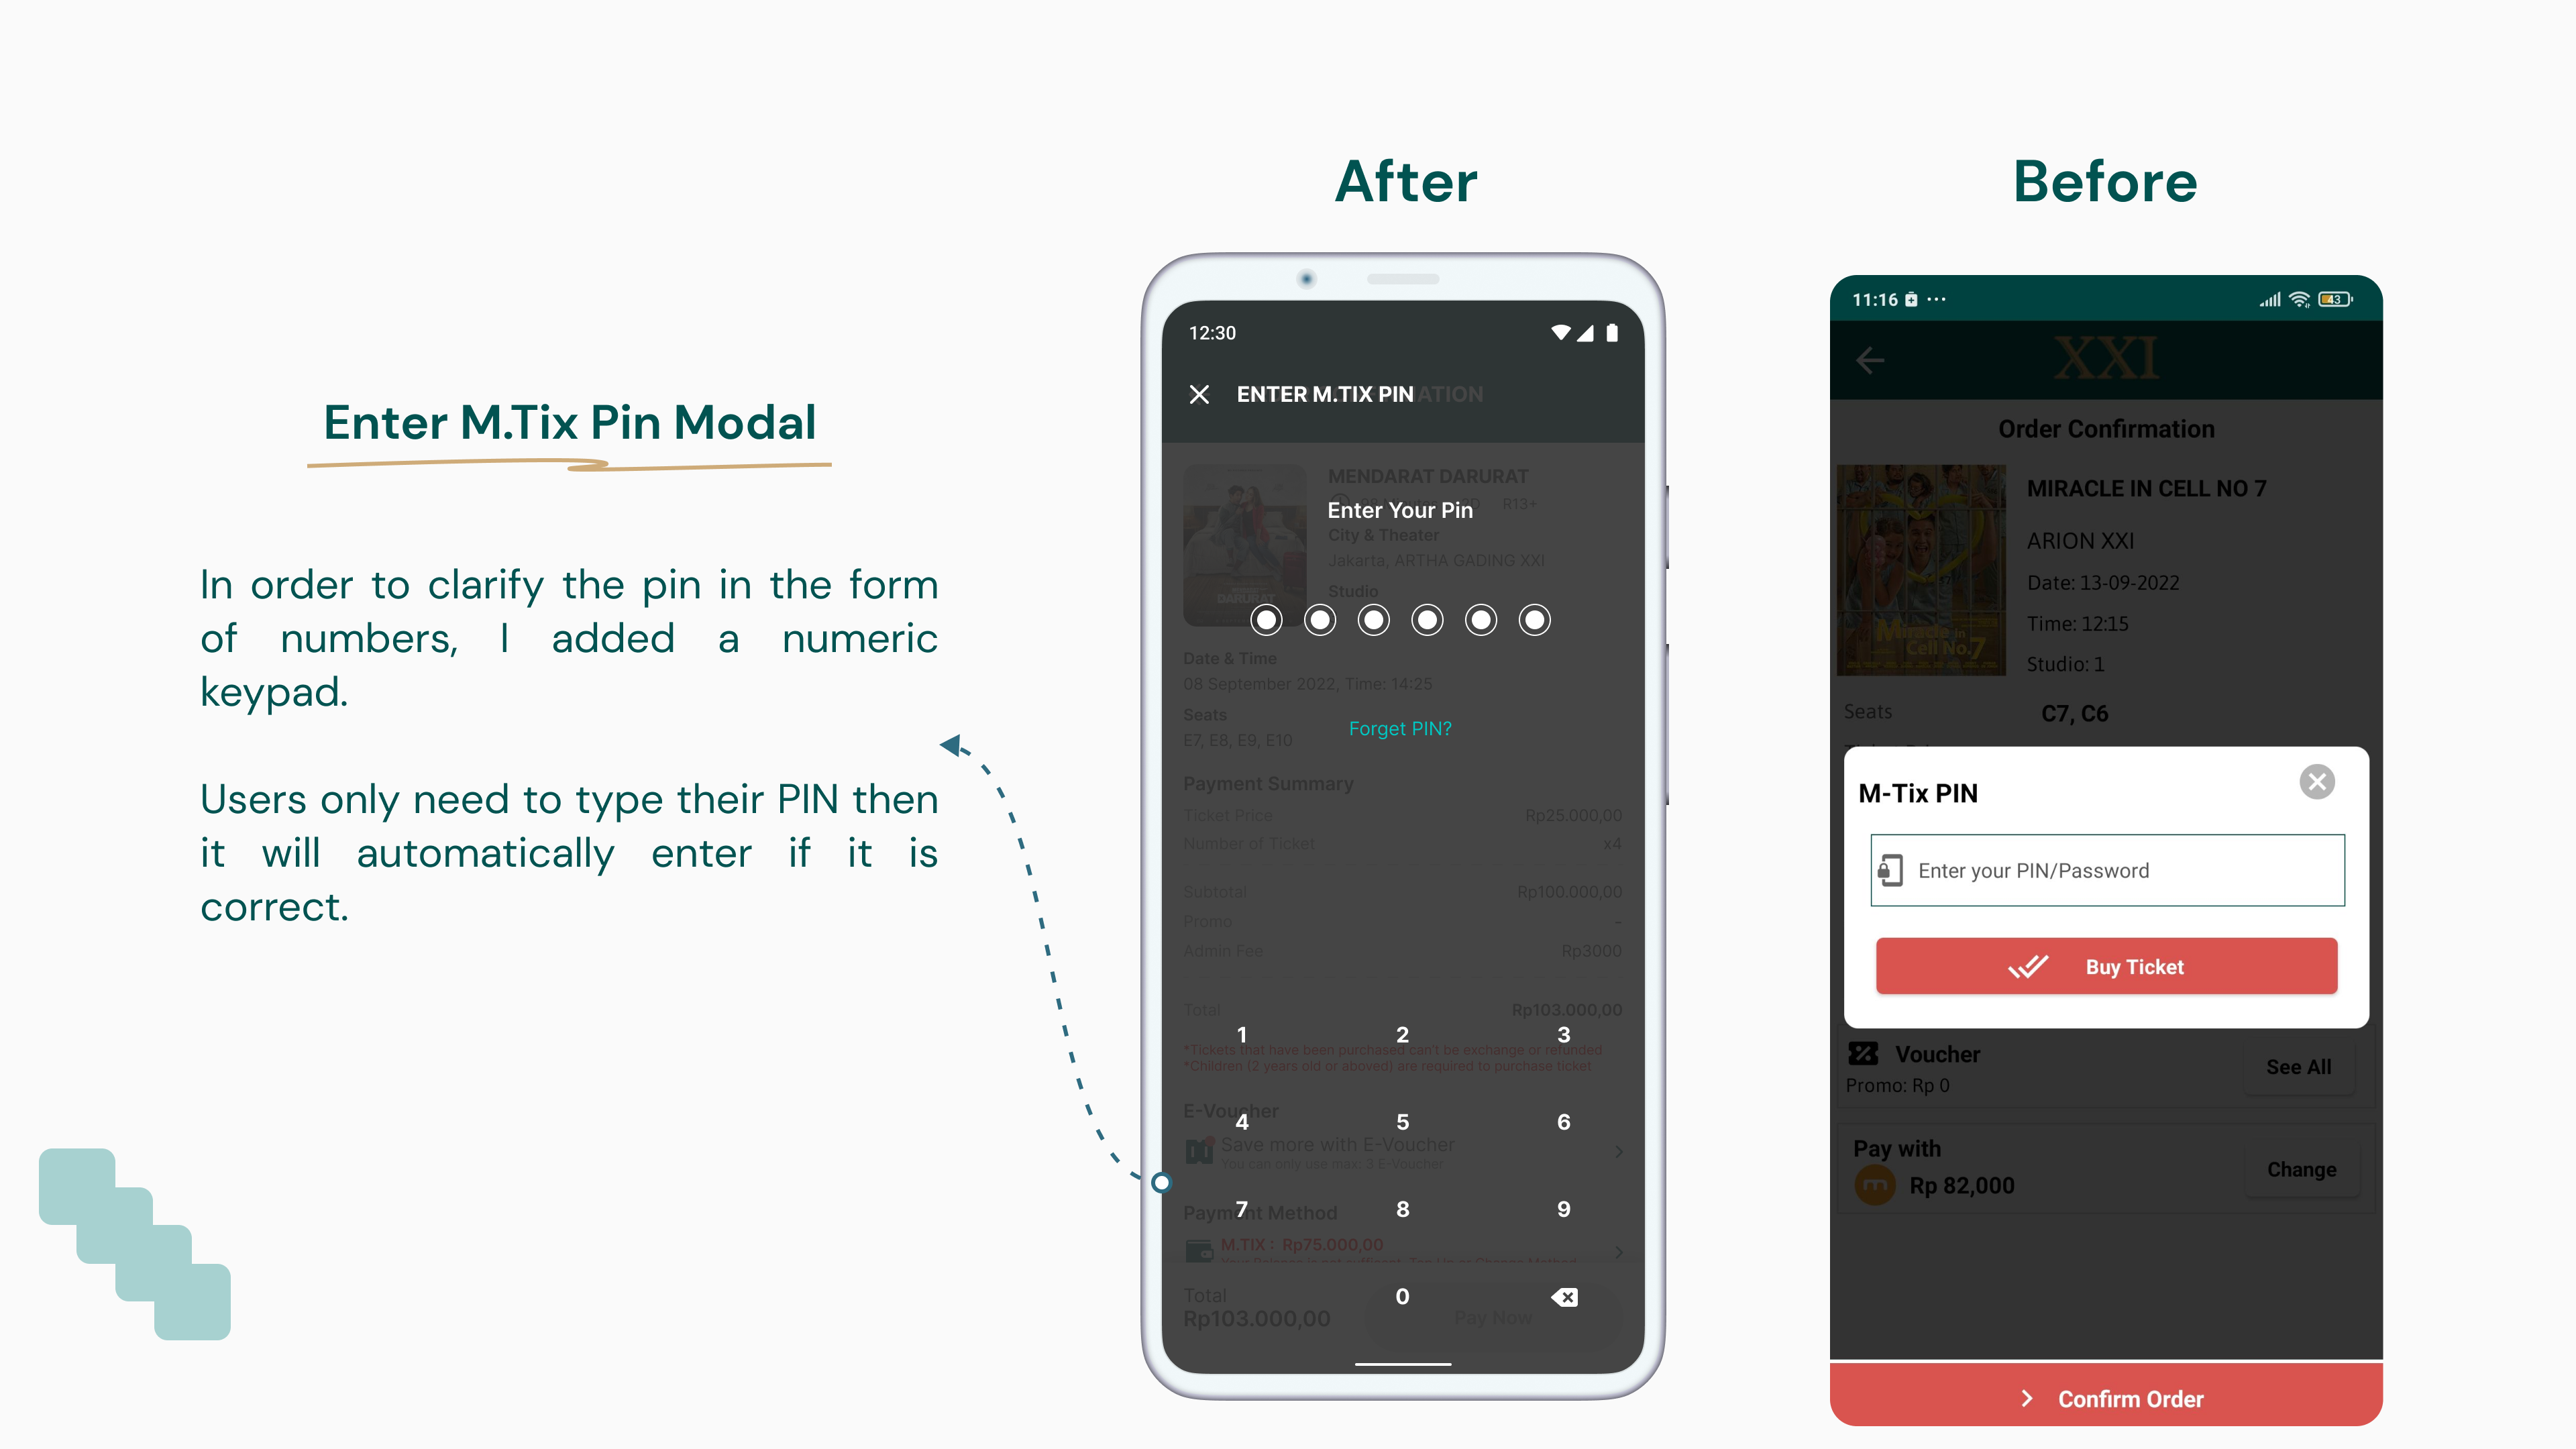 After
Before
Enter M.Tix Pin Modal
In order to clarify the pin in the form
of numbers, I added a numeric
keypad.
Users only need to type their PIN then
it will automatically enter if it is
correct.
12:30
ENTER M.TIX PIN
MENDARAT DARURAT
R13+
Enter Your Pin
City & Theater
Jakarta, ARTHA GADING XXI
Studio
DARURAT
Date & Time
08 September 2022, Time: 14:25
Seats
E7, E8, E9, E10
Forget PIN?
Payment Summary
Ticket Price Rp25.000,00
Number of Ticket x4
Subtotal Rp100.000,00
Promo -
Admin Fee Rp3000
Total Rp103.000,00
1 2 3
*Tickets that have been purchased can't be exchange or refunded
*Children (2 years old or aboved) are required to purchase ticket
E-Voucher
4 5 6
Save more with E-Voucher
You can only use max: 3 E-Voucher
7 8 9
Payment Method
M.TIX : Rp75.000,00
Total
Rp103.000,00
0
Pay Now
11:16
43
XXI
Order Confirmation
MIRACLE IN CELL NO 7
ARION XXI
Date: 13-09-2022
Time: 12:15
Studio: 1
Miracle in
Cell No.7
Seats C7, C6
M-Tix PIN
Enter your PIN/Password
Buy Ticket
Voucher
Promo: Rp 0
See All
Pay with
Rp 82,000
Change
Confirm Order